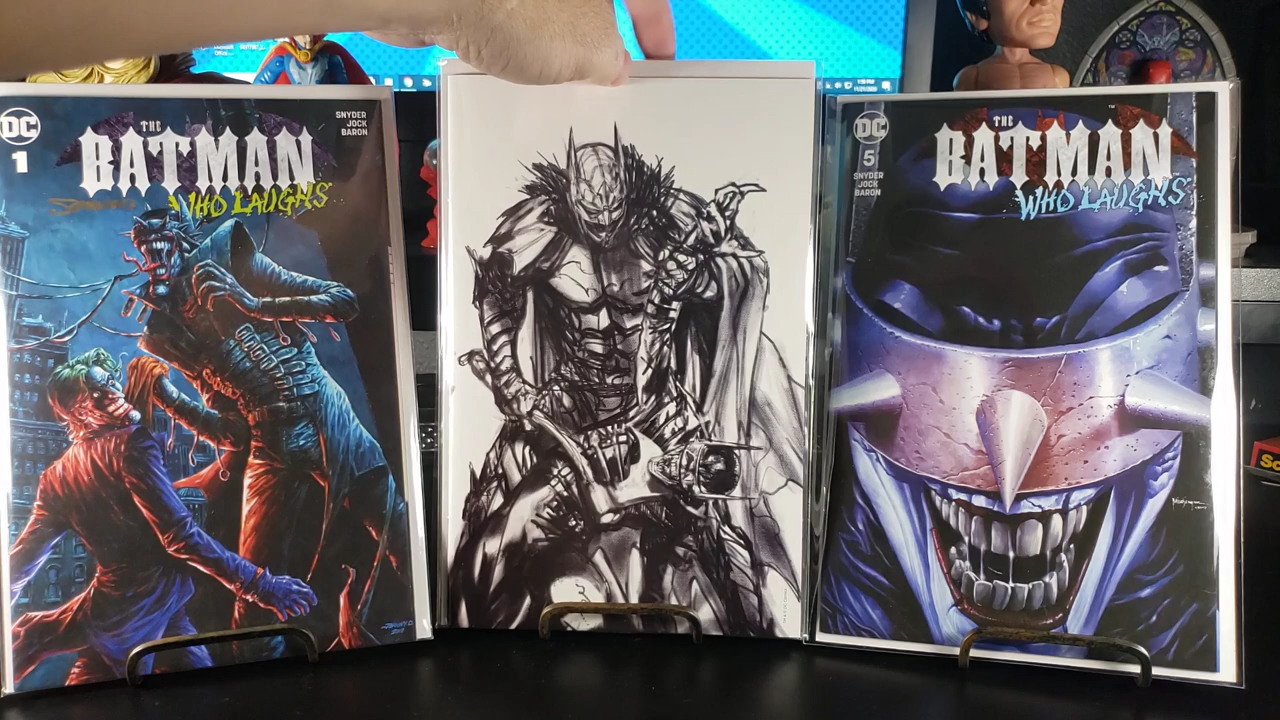 DC
1
THE
BATMAN
WHO LAUGHS
SNYDER
JOCK
BARON
DC
5
SNYDER
JOCK
BARON
THE
BATMAN
WHO LAUGHS